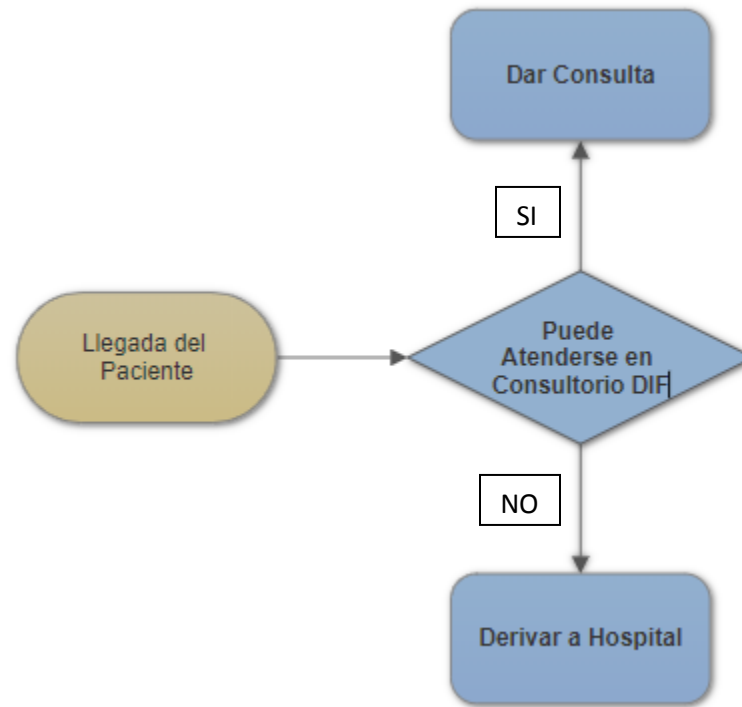 Dar Consulta
SI
Llegada del
Paciente
Puede
Atenderse en
Consultorio DIF
NO
Derivar a Hospital